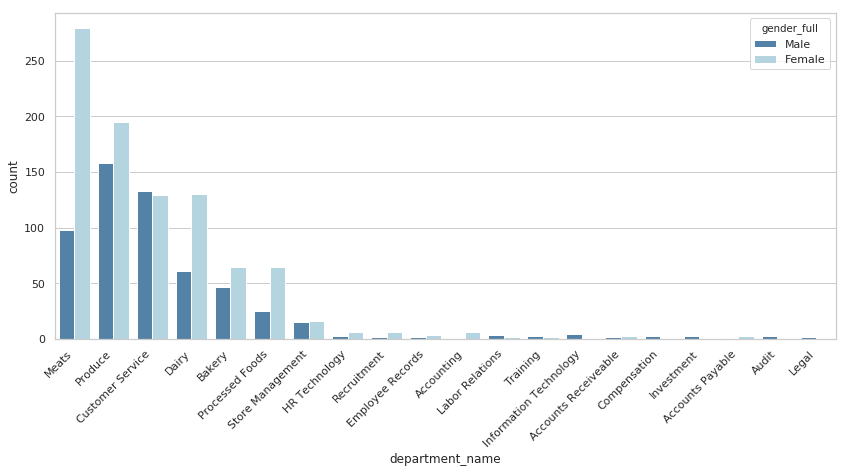 gender_full
Male
Female
count
250
200
150
100
50
0
Meats
Produce
Customer Service
Dairy
Bakery
Processed Foods
Store Management
HR Technology
Recruitment
Employee Records
Accounting
Labor Relations
Training
Information Technology
Accounts Receiveable
Compensation
Investment
Accounts Payable
Audit
Legal
department_name